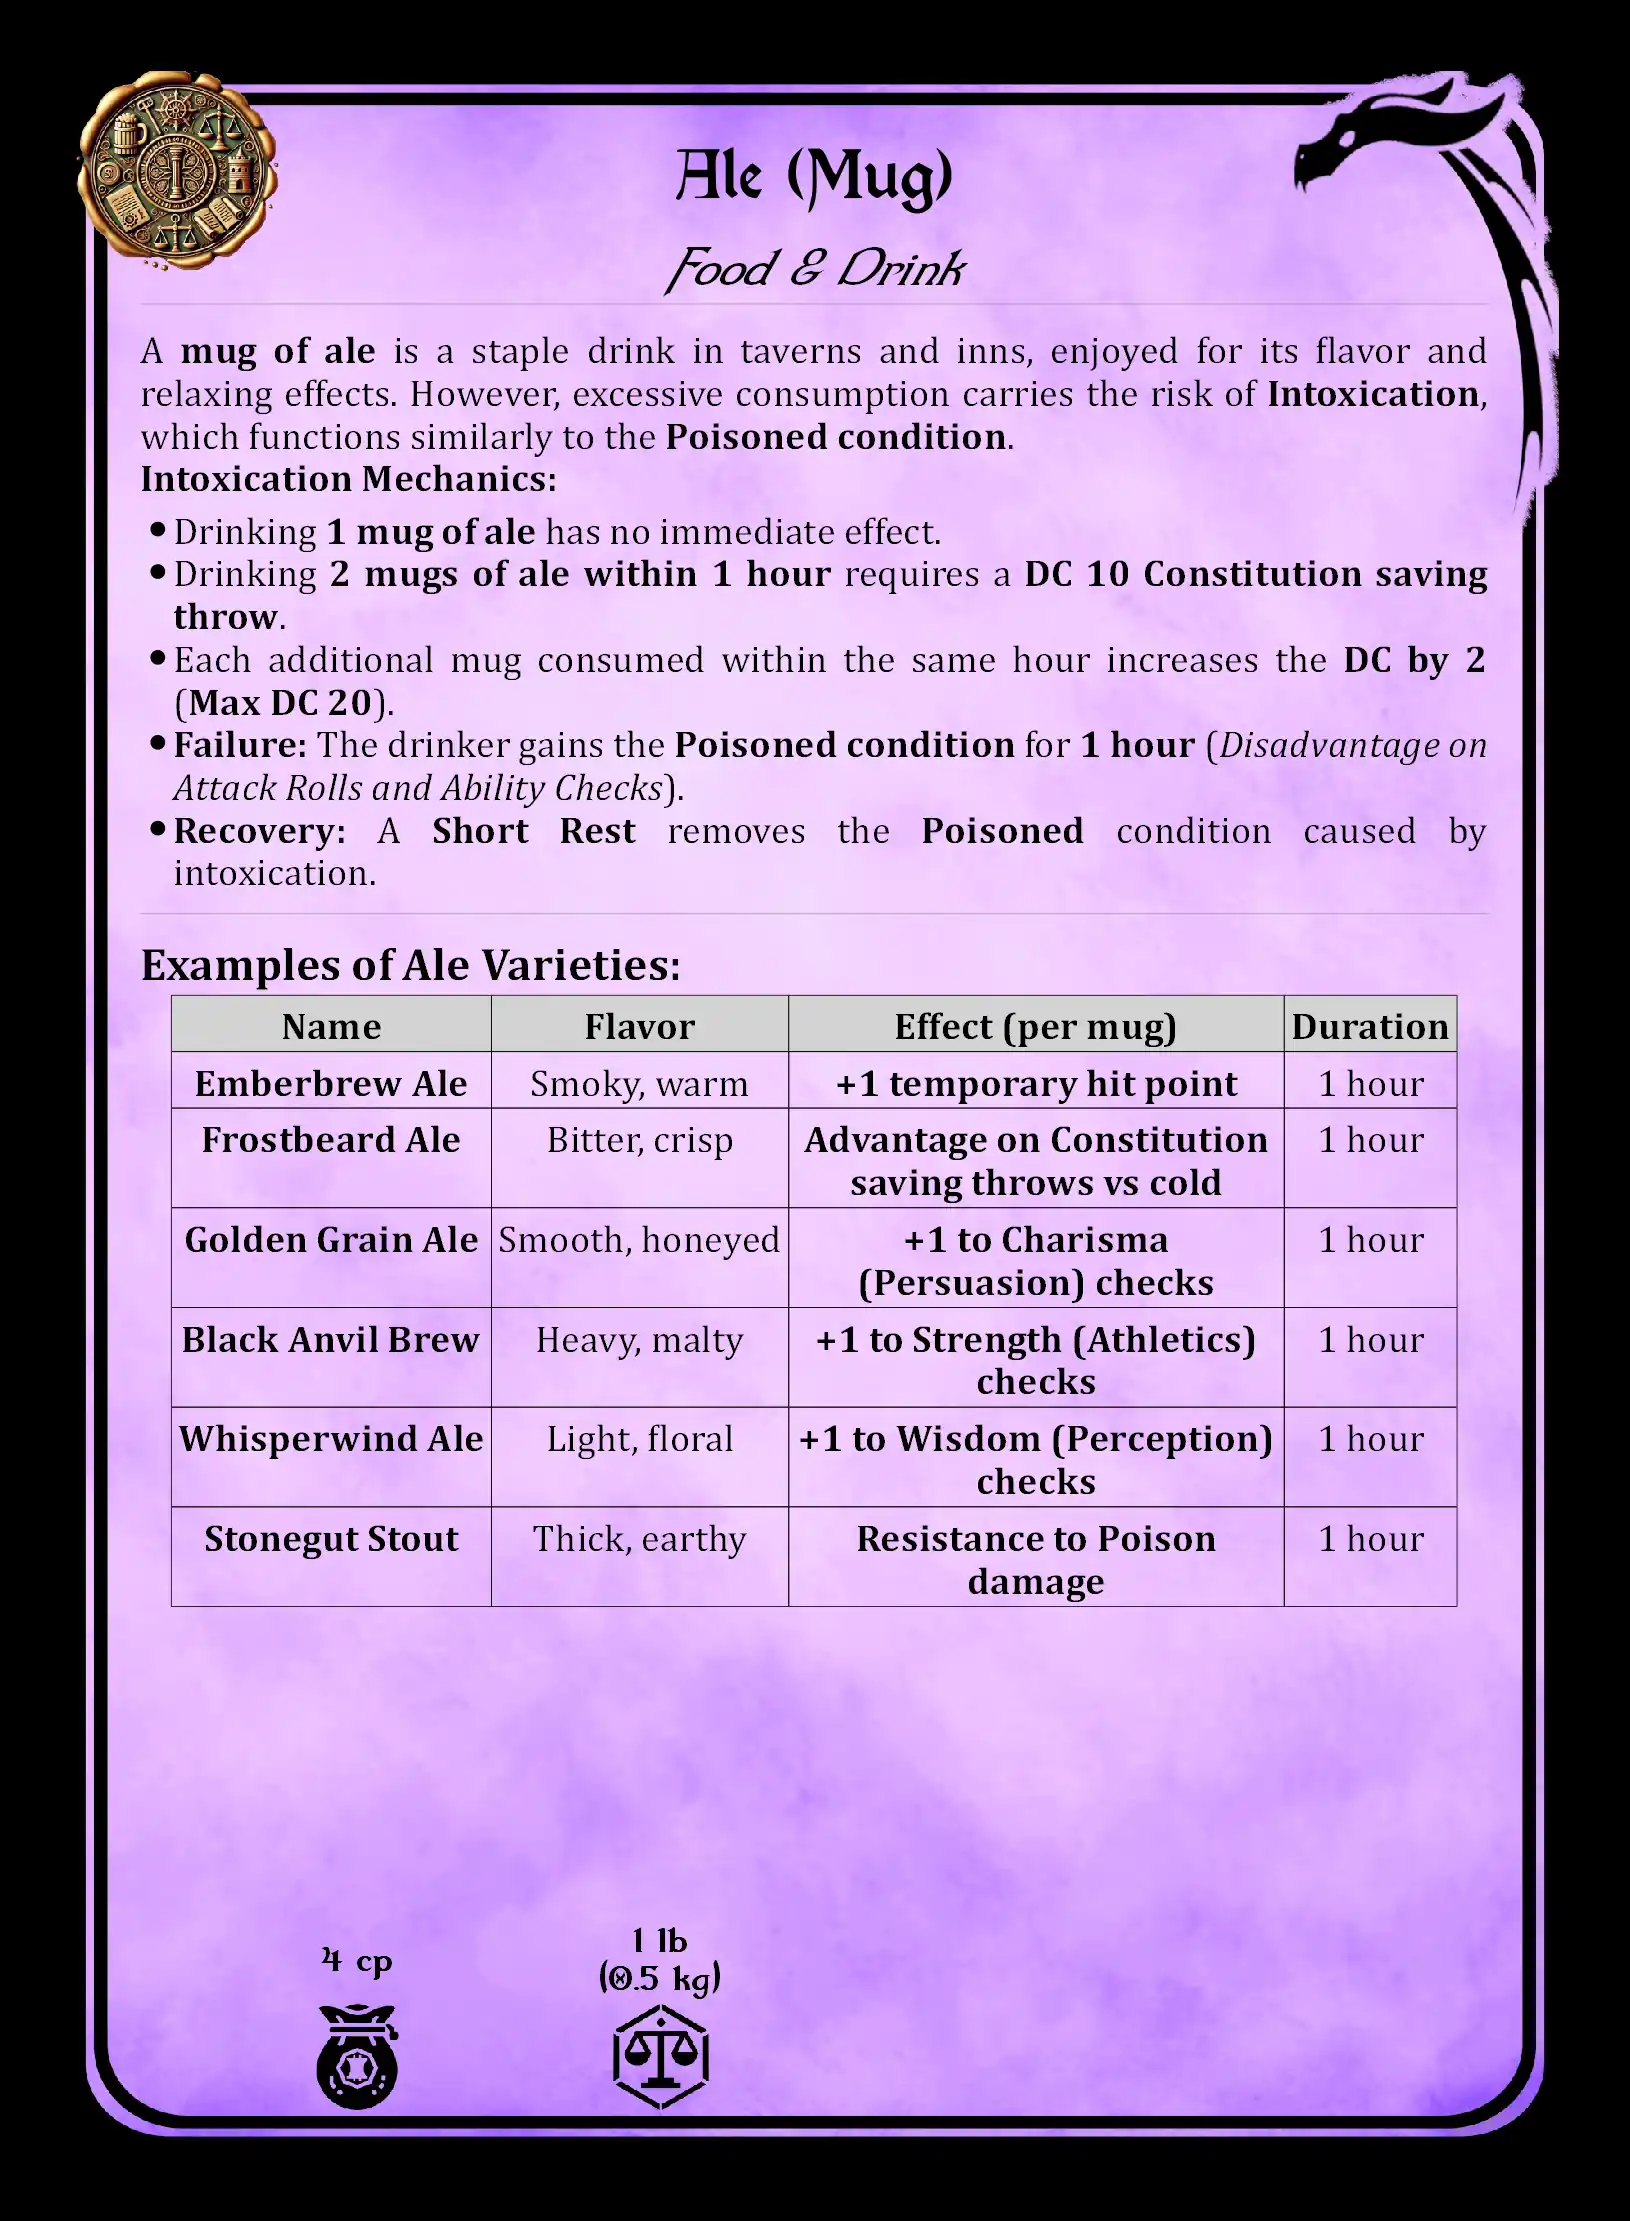 Ale (Mug)
Food & Drink
A mug of ale is a staple drink in taverns and inns, enjoyed for its flavor and
relaxing effects. However, excessive consumption carries the risk of Intoxication,
which functions similarly to the Poisoned condition.
Intoxication Mechanics:
• Drinking 1 mug of ale has no immediate effect.
• Drinking 2 mugs of ale within 1 hour requires a DC 10 Constitution saving
throw.
• Each additional mug consumed within the same hour increases the DC by 2
(Max DC 20).
• Failure: The drinker gains the Poisoned condition for 1 hour (Disadvantage on
Attack Rolls and Ability Checks).
• Recovery: A Short Rest removes the Poisoned condition caused by
intoxication.
Examples of Ale Varieties:
Name Flavor Effect (per mug) Duration
Emberbrew Ale Smoky, warm +1 temporary hit point 1 hour
Frostbeard Ale Bitter, crisp Advantage on Constitution 1 hour
saving throws vs cold
Golden Grain Ale Smooth, honeyed +1 to Charisma 1 hour
(Persuasion) checks
Black Anvil Brew Heavy, malty +1 to Strength (Athletics) 1 hour
checks
Whisperwind Ale Light, floral +1 to Wisdom (Perception) 1 hour
checks
Stonegut Stout Thick, earthy Resistance to Poison 1 hour
damage
4 cp
1 lb
(0.5 kg)